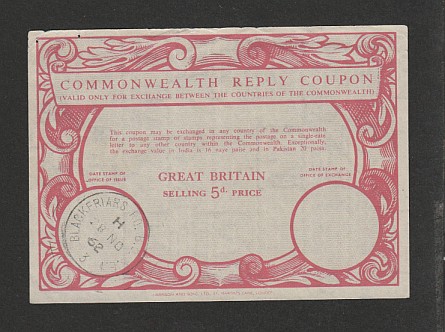 COMMONWEALTH REPLY COUPON
(VALID ONLY FOR EXCHANGE BETWEEN THE COUNTRIES OF THE COMMONWEALTH)
This coupon may be exchanged in any country of the Commonwealth
for a postage stamp or stamps representing the postage on a single-rate
letter to any other country within the Commonwealth. Exceptionally,
the exchange value in India is 16 naye paise and in Pakistan 20 paisa.
GREAT BRITAIN
SELLING 5d. PRICE
DATE STAMP OF
OFFICE OF ISSUE
DATE STAMP OF
OFFICE OF EXCHANGE
BLACKFRIARS
H
NO
62